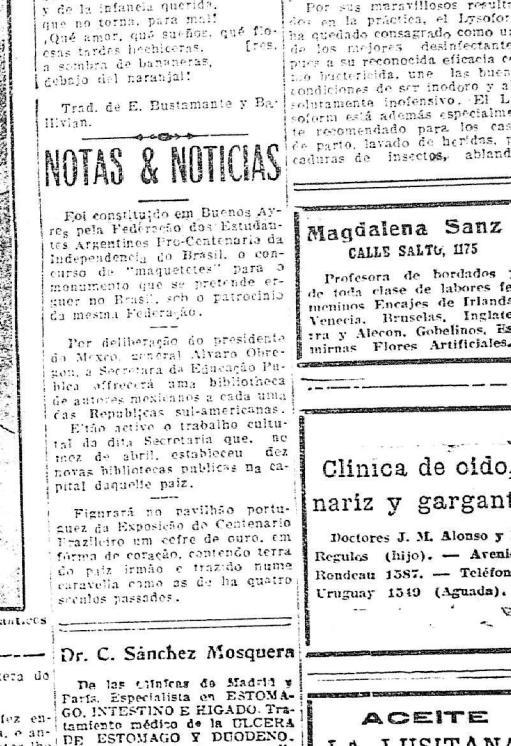 y de la infancia querida,
que no torna, para mal!
¡Qué amor, qué sueños, qué flo-
esas tardes hechiceras, [res,
a sombra de bananeras,
debajo del naranjal!
Trad. de E. Bustamante y Ba-
llivian.
NOTAS & NOTICIAS
Foi constituido em Buenos Ay-
res pela Federação dos Estudan-
tes Argentinos Pro-Centenario da
Independencia do Brasil, o con-
curso de "maquetetes" para o
monumento que se pretende er-
guer no Brasil, sob o patrocinio
da mesma Federação.
Por deliberação do presidente
do Mexco, general Alvaro Obre-
gon, a Secretara da Educação Pu-
blica offrecerá uma bibliotheca
de autores mexicanos a cada uma
das Republicas sul-americanas.
E'tão activo o trabalho cultu-
ral da dita Secretaria que, no
mez de abril, estableceu dez
novas bibliotecas publicas na ca-
pital daquelle paiz.
Figurará no pavilhão portu-
guez da Exposição do Centenario
Brazileiro um cofre de ouro, em
fórma de coração, contendo terra
do paiz irmão e trazido numa
caravella como as de ha quatro
seculos passados.
Dr. C. Sánchez Mosquera
De las Clínicas de Madrid y
París. Especialista en ESTOMA-
GO, INTESTINO E HIGADO. Tra-
tamiento médico de la ULCERA
DE ESTOMAGO Y DUODENO.
Por sus maravillosos result
dos en la práctica, el Lysofor
ha quedado consagrado como u
de los mejores desinfectante
pues a su reconocida eficacia c
mo bactericida, une las buen
condiciones de ser inodoro y a
solutamente inofensivo. El L
soform está además especialme
te recomendado para los cas
de parto, lavado de heridas, p
caduras de insectos, abland
Magdalena Sanz
CALLE SALTO, 1175
Profesora de bordados y
de toda clase de labores fe
meninos Encajes de Irlanda
Venecia, Bruselas, Inglate
rra y Alecon. Gobelinos, Es
mirnas Flores Artificiales.
Clínica de oído,
nariz y gargant
Doctores J. M. Alonso y
Regules (hijo). — Aveni
Rondeau 1387. — Teléfon
Uruguay 1349 (Aguada).
ACEITE
LA LUSITANA